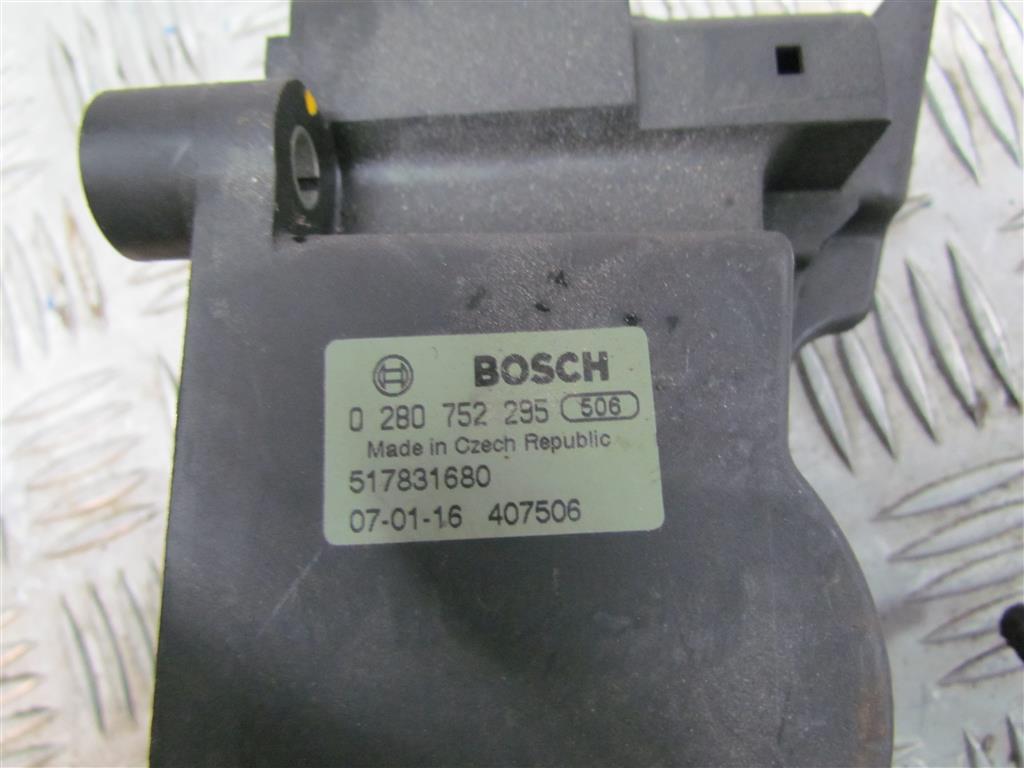 BOSCH
0 280 752 295 506
Made in Czech Republic
517831680
07-01-16 407506